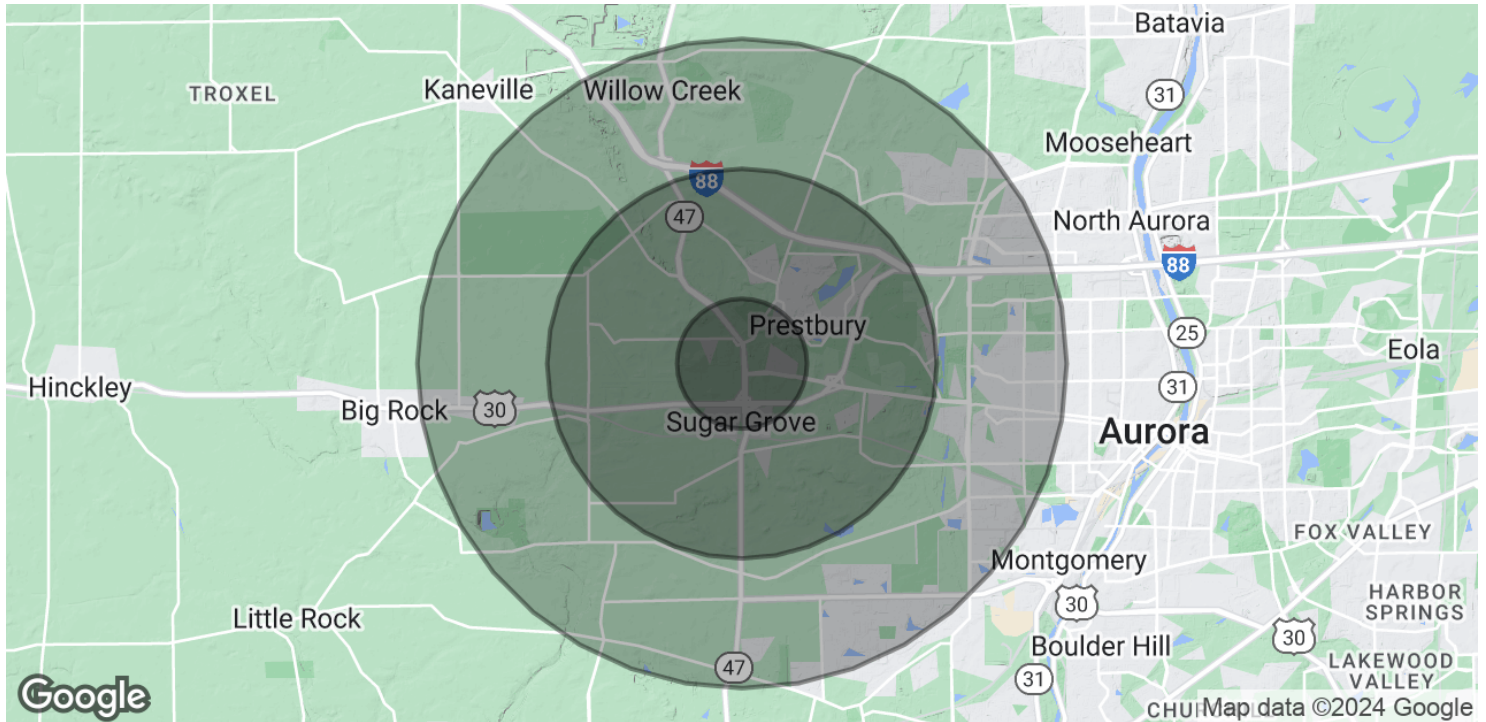 Batavia
TROXEL
Kaneville
Willow Creek
31
Mooseheart
88
47
North Aurora
88
Prestbury
25
Eola
Hinckley
31
Big Rock
30
Sugar Grove
Aurora
FOX VALLEY
Montgomery
30
HARBOR
SPRINGS
Little Rock
30
Boulder Hill
47
31
LAKEWOOD
VALLEY
Google
Map data ©2024 Google